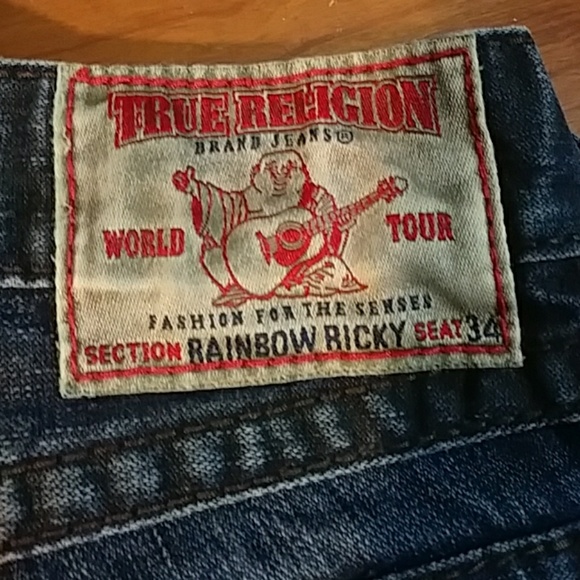 TRUE RELIGION
BRAND JEANS®
WORLD TOUR
FASHION FOR THE SENSES
SECTION RAINBOW RICKY SEAT 34